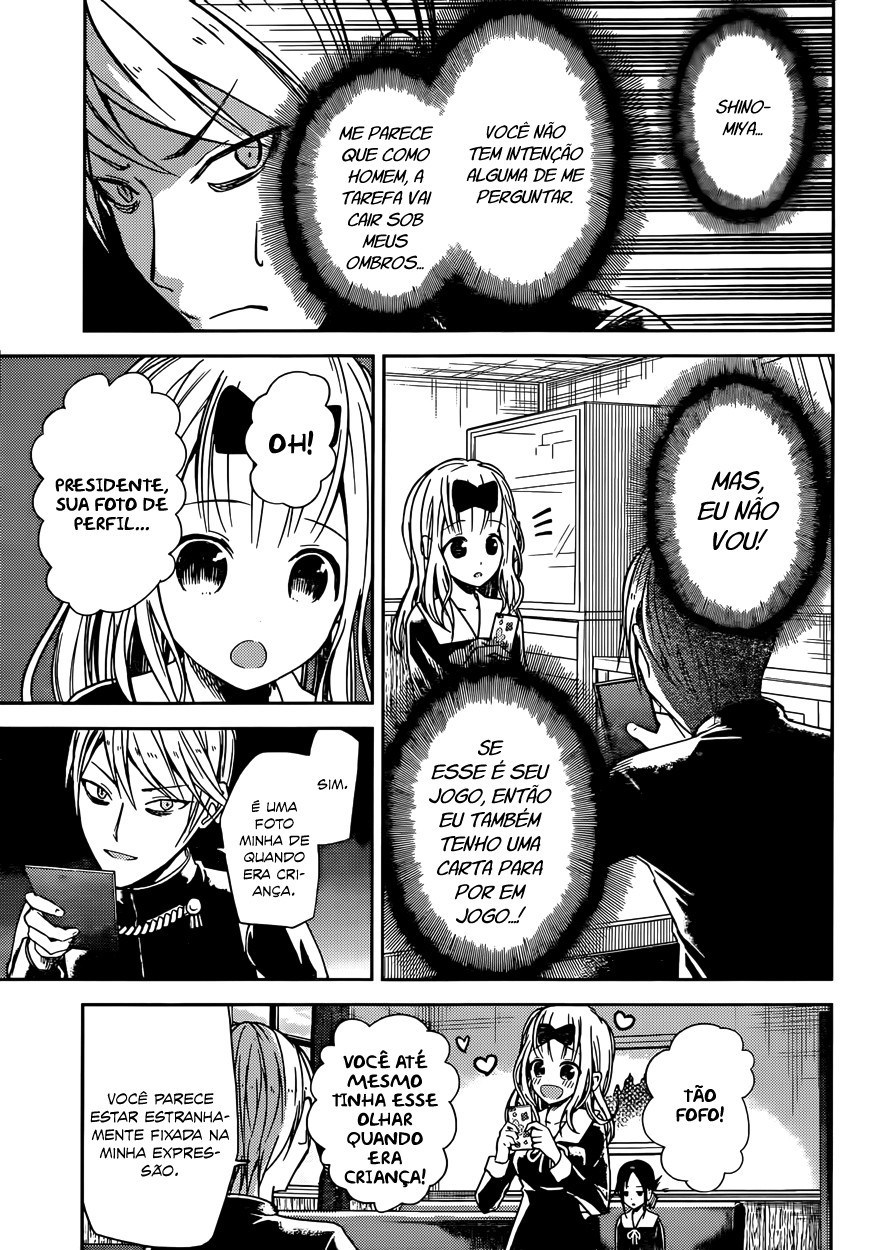 SHINO-
MIYA...
VOCÊ NÃO
TEM INTENÇÃO
ALGUMA DE ME
PERGUNTAR.
ME PARECE
QUE COMO
HOMEM, A
TAREFA VAI
CAIR SOB
MEUS
OMBROS...
MAS,
EU NÃO
VOU!
SE
ESSE É SEU
JOGO, ENTÃO
EU TAMBÉM
TENHO UMA
CARTA PARA
POR EM
JOGO...!
OH!
PRESIDENTE,
SUA FOTO DE
PERFIL...
SIM.
É UMA
FOTO
MINHA DE
QUANDO
ERA CRI-
ANÇA.
TÃO
FOFO!
VOCÊ ATÉ
MESMO
TINHA ESSE
OLHAR
QUANDO
ERA
CRIANÇA!
VOCÊ PARECE
ESTAR ESTRANHA-
MENTE FIXADA NA
MINHA EXPRES-
SÃO.